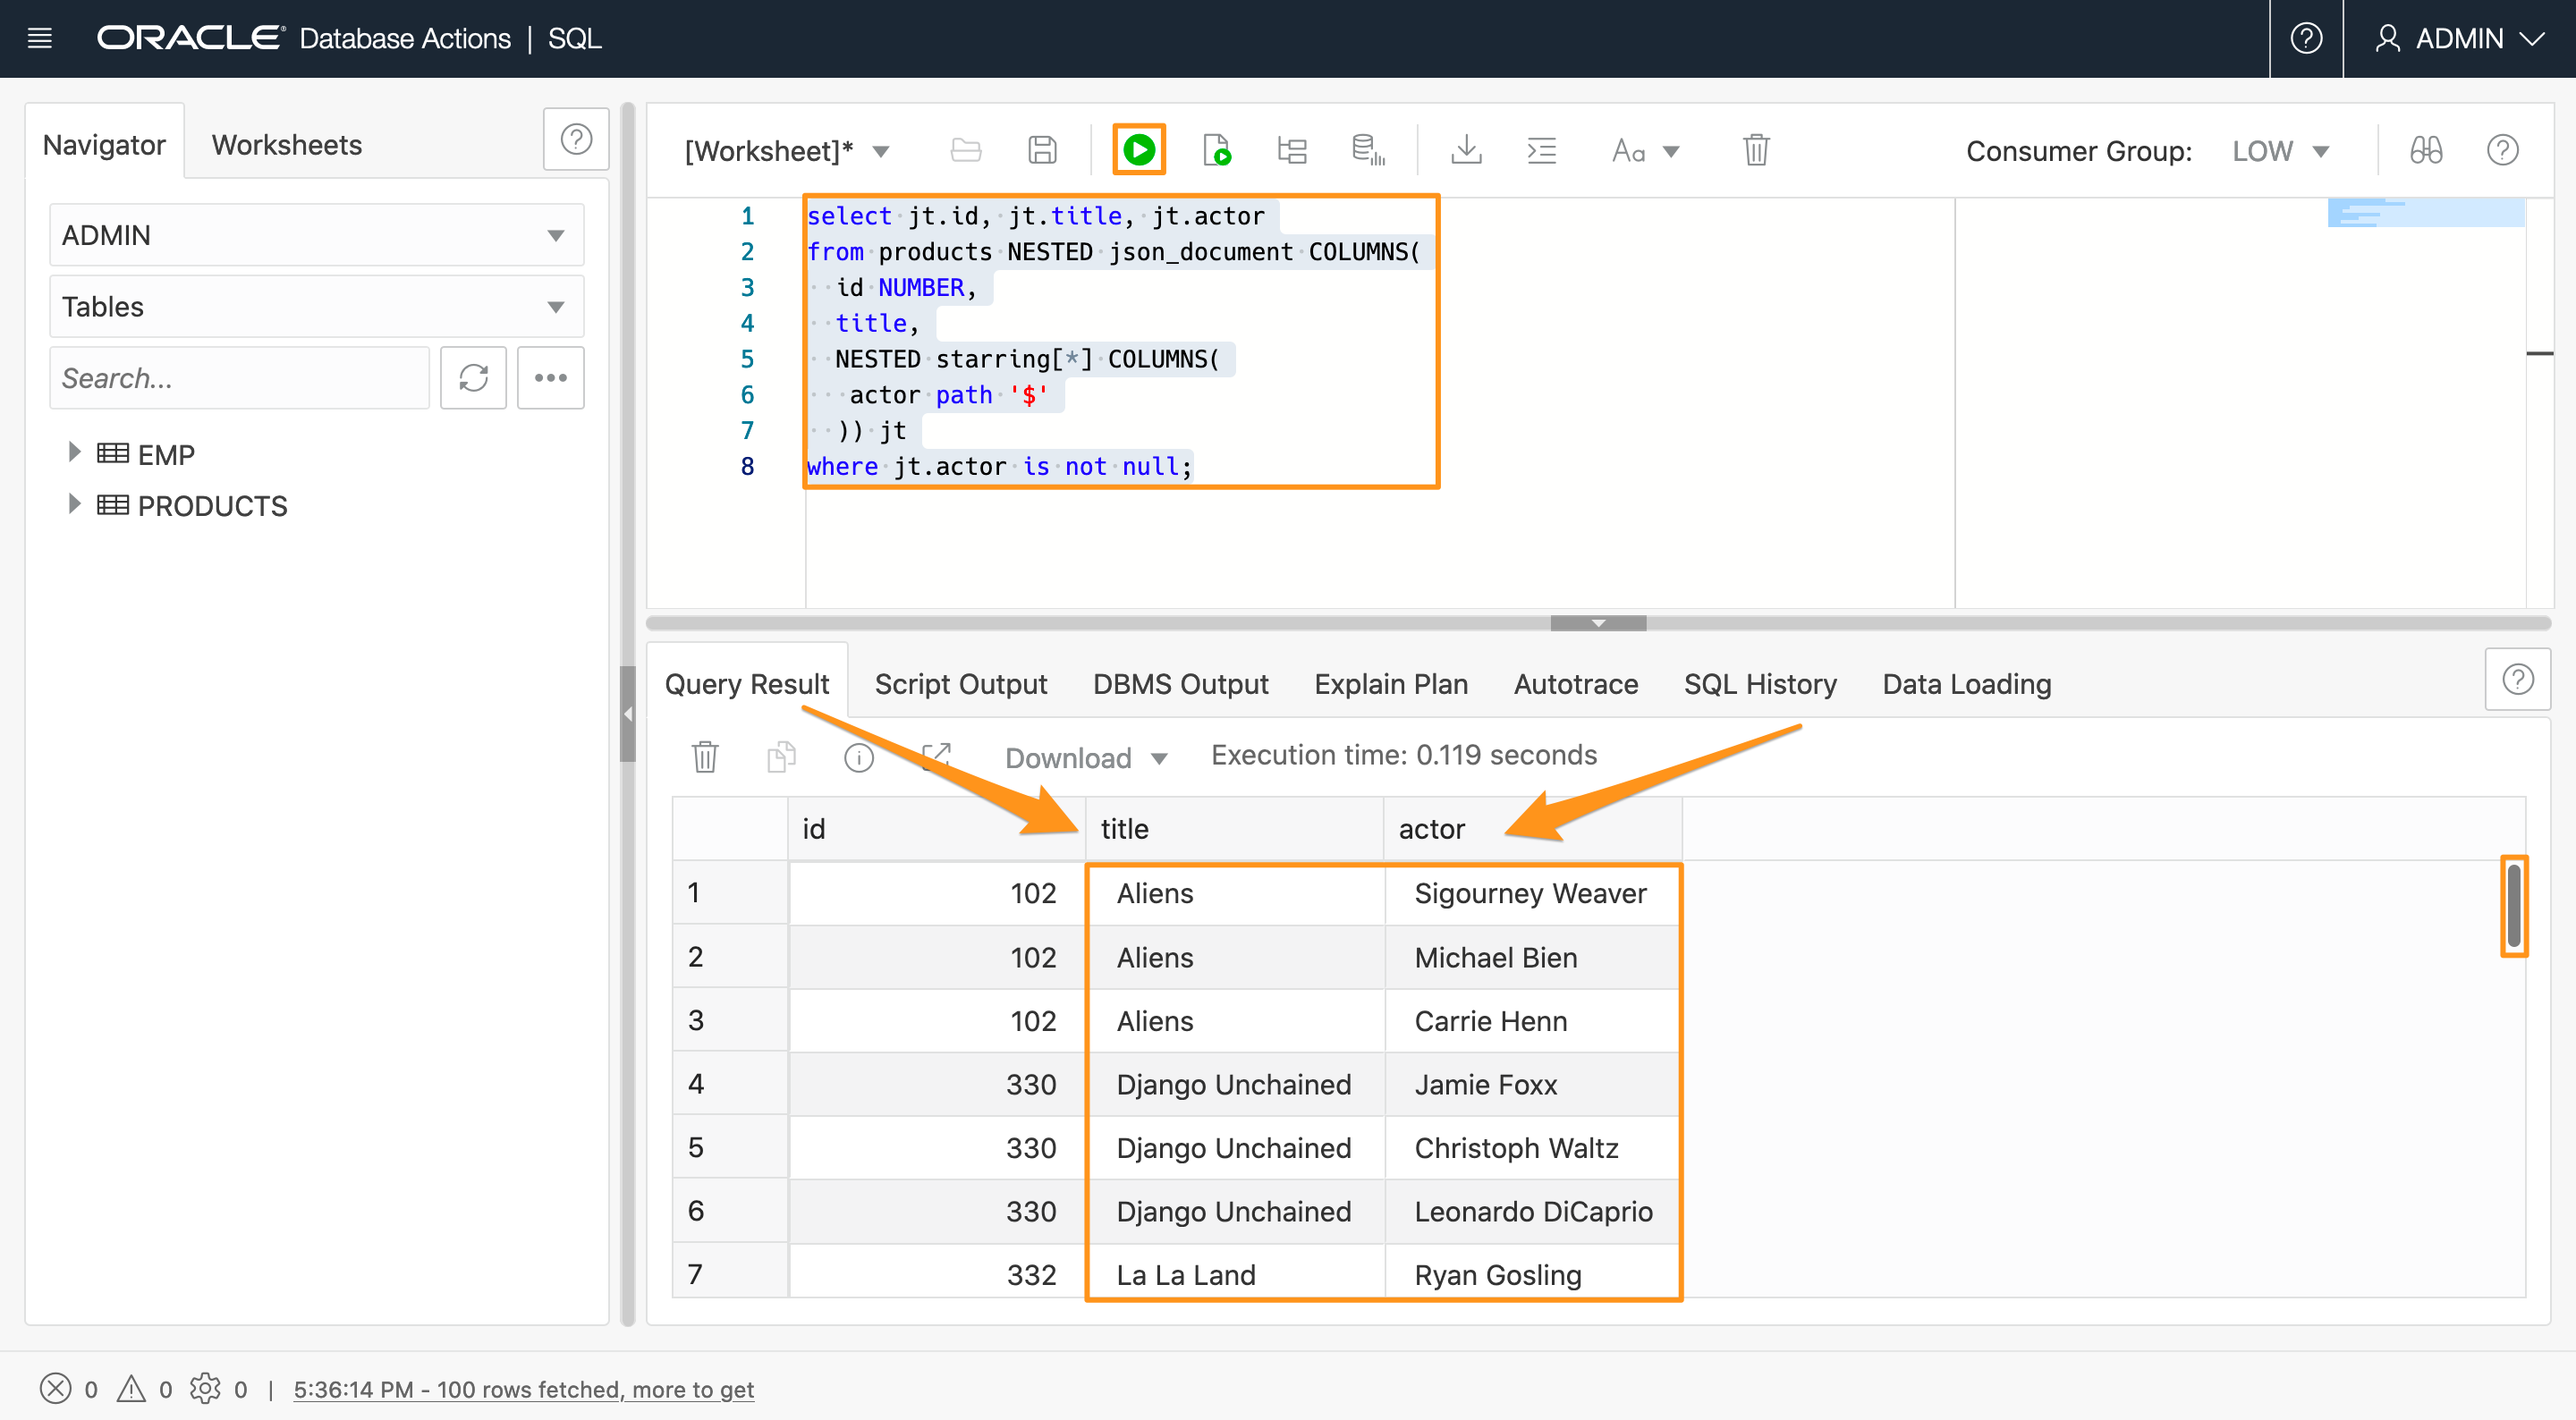 ORACLE Database Actions | SQL
ADMIN
Navigator
Worksheets
ADMIN
Tables
Search...
EMP
PRODUCTS
[Worksheet]*
Aa
Consumer Group: LOW
1 select jt.id, jt.title, jt.actor
2 from products NESTED json_document COLUMNS(
3 id NUMBER,
4 title,
5 NESTED starring[*] COLUMNS(
6 actor path '$'
7 )) jt
8 where jt.actor is not null;
Query Result Script Output DBMS Output Explain Plan Autotrace SQL History Data Loading
Download Execution time: 0.119 seconds
id title actor
1 102 Aliens Sigourney Weaver
2 102 Aliens Michael Bien
3 102 Aliens Carrie Henn
4 330 Django Unchained Jamie Foxx
5 330 Django Unchained Christoph Waltz
6 330 Django Unchained Leonardo DiCaprio
7 332 La La Land Ryan Gosling
0 0 0 | 5:36:14 PM - 100 rows fetched, more to get